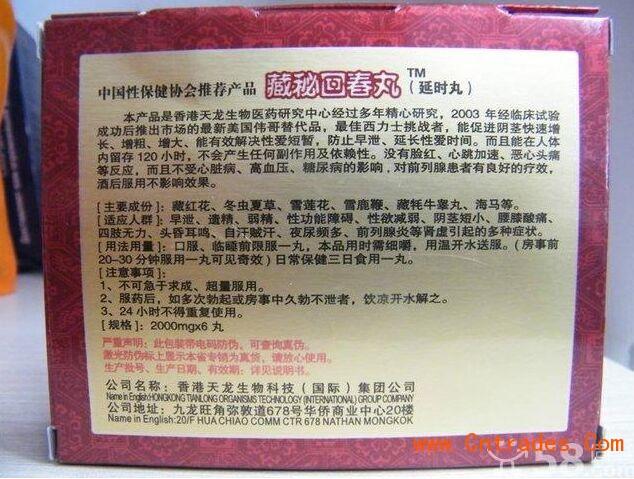 中国性保健协会推荐产品 藏秘回春丸™（延时丸）
本产品是香港天龙生物医药研究中心经过多年精心研究，2003 年经临床试验
成功后推出市场的最新美国伟哥替代品，最佳西力士挑战者，能促进阴茎快速增
长、增粗、增大、能有效解决性爱短暂，防止早泄、延长性爱时间。而且能在人
体内留存 120 小时，不会产生任何副作用及依赖性。没有脸红、心跳加速、恶心头痛
等反应，而且不受心脏病、高血压、糖尿病的影响，对前列腺患者有良好的疗效，
酒后服用不影响效果。
[主要成份]：藏红花、冬虫夏草、雪莲花、雪鹿鞭、藏牦牛睾丸、海马等。
[适应人群]：早泄、遗精、弱精、性功能障碍、性欲减弱、阴茎短小、腰膝酸痛，
四肢无力、头昏耳鸣、自汗贼汗、夜尿频多、前列腺炎等肾虚引起的多种症状。
[用法用量]：口服、临睡前限服一丸，本品用时需细嚼，用温开水送服。（房事前
20-30 分钟服用一丸可见奇效）日常保健三日食用一丸。
[注意事项]：
1、不可急于求成、超量服用。
2、服药后，如多次勃起或房事中久勃不泄者，饮凉开水解之。
3、24 小时不得重复使用。
[规格]：2000mgx6 丸
严重声明：此包装带电码防伪，可查询真伪。
激光防伪标上显示本省专销为真货，请放心使用。
生产批号、生产日期、有效期：详见说明书。
公司名称：香港天龙生物科技（国际）集团公司
Name in English:HONGKONG TIANLONG ORGANISMS TECHNOLOGY (INTERNATIONAL) GROUP COMPANY
公司地址：九龙旺角弥敦道678号华侨商业中心20楼
Name in English:20/F HUA CHIAO COMM CTR 678 NATHAN MONGKOK
www.Cntrades.Com
58